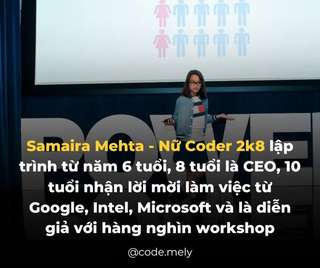 POWE
Samaira Mehta - Nữ Coder 2k8 lập
trình từ năm 6 tuổi, 8 tuổi là CEO, 10
tuổi nhận lời mời làm việc từ
Google, Intel, Microsoft và là diễn
giả với hàng nghìn workshop
@code.mely